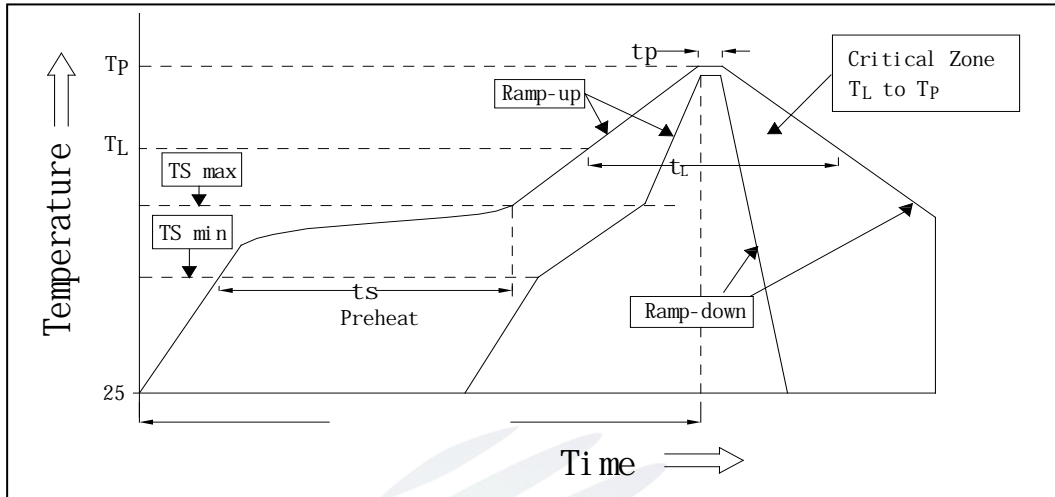 tp
Critical Zone
TL to TP
TP
Ramp-up
TL
tL
TS max
TS min
ts
Preheat
Ramp-down
25
Temperature
Time